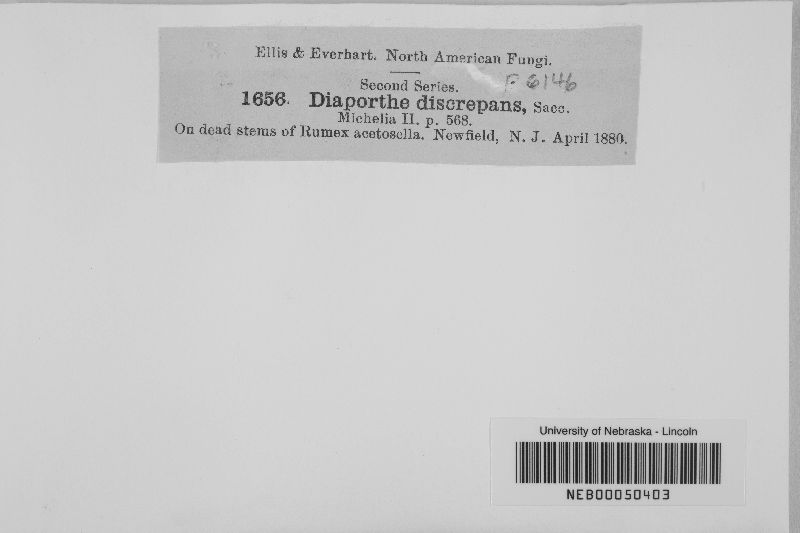 Ellis & Everhart. North American Fungi.
Second Series.
F 6146
1656. Diaporthe discrepans, Sacc.
Michelia II. p. 568.
On dead stems of Rumex acetosella. Newfield, N. J. April 1880.
University of Nebraska - Lincoln
NEB00050403